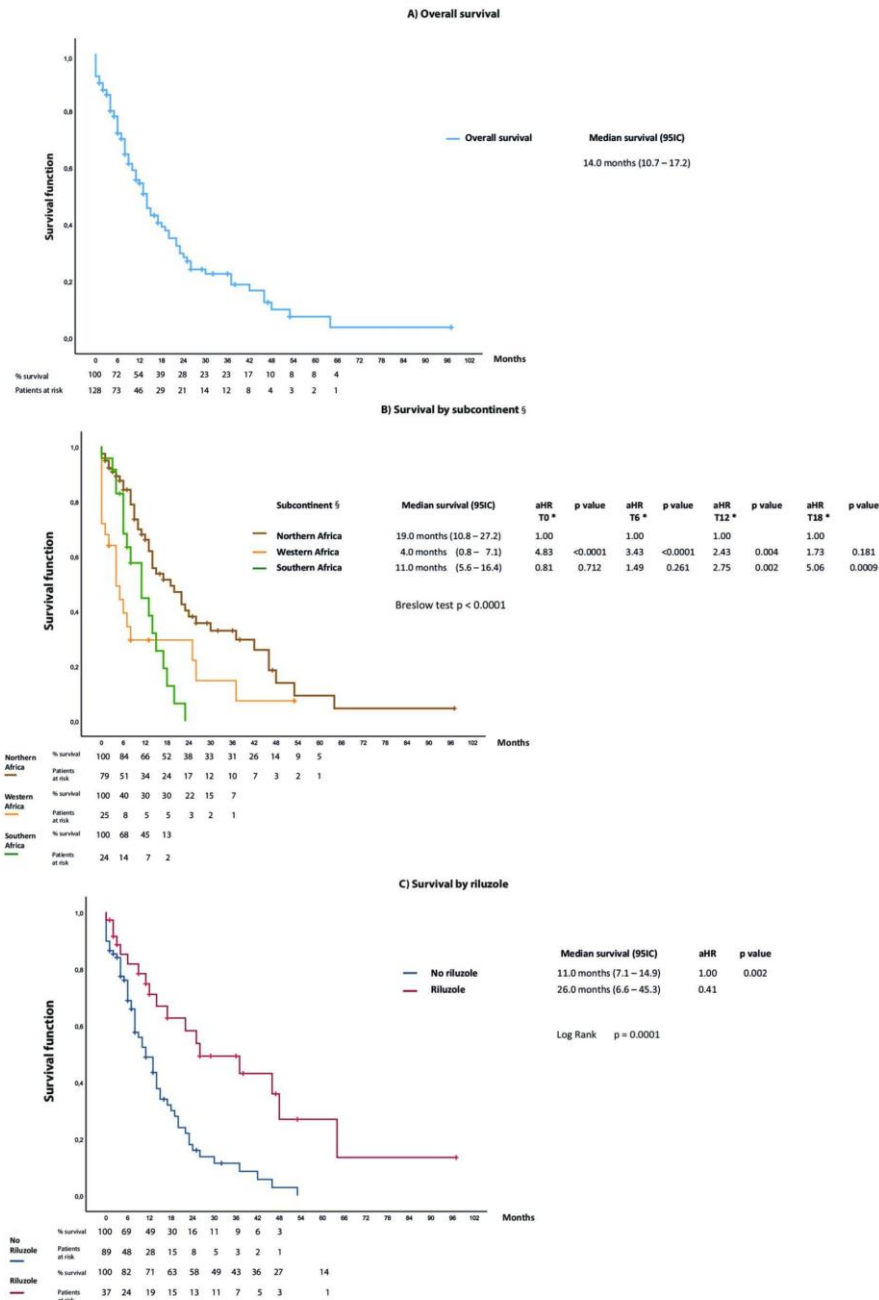 A) Overall survival
Survival function
1,0
0,8
0,6
0,4
0,2
0,0
Overall survival
Median survival (95IC)
14.0 months (10.7 – 17.2)
0 6 12 18 24 30 36 42 48 54 60 66 72 78 84 90 96 102 Months
% survival 100 72 54 39 28 23 23 17 10 8 8 4
Patients at risk 128 73 46 29 21 14 12 8 4 3 2 1
B) Survival by subcontinent §
Survival function
1,0
0,8
0,6
0,4
0,2
0,0
Subcontinent § Median survival (95IC) aHR T0 * p value aHR T6 * p value aHR T12 * p value aHR T18 * p value
Northern Africa 19.0 months (10.8 – 27.2) 1.00 1.00 1.00 1.00
Western Africa 4.0 months (0.8 – 7.1) 4.83 <0.0001 3.43 <0.0001 2.43 0.004 1.73 0.181
Southern Africa 11.0 months (5.6 – 16.4) 0.81 0.712 1.49 0.261 2.75 0.002 5.06 0.0009
Breslow test p < 0.0001
0 6 12 18 24 30 36 42 48 54 60 66 72 78 84 90 96 102 Months
Northern Africa
% survival 100 84 66 52 38 33 31 26 14 9 5
Patients at risk 79 51 34 24 17 12 10 7 3 2 1
Western Africa
% survival 100 40 30 30 22 15 7
Patients at risk 25 8 5 5 3 2 1
Southern Africa
% survival 100 68 45 13
Patients at risk 24 14 7 2
C) Survival by riluzole
Survival function
1,0
0,8
0,6
0,4
0,2
0,0
Median survival (95IC) aHR p value
No riluzole 11.0 months (7.1 – 14.9) 1.00 0.002
Riluzole 26.0 months (6.6 – 45.3) 0.41
Log Rank p = 0.0001
0 6 12 18 24 30 36 42 48 54 60 66 72 78 84 90 96 102 Months
No Riluzole
% survival 100 69 49 30 16 11 9 6 3
Patients at risk 89 48 28 15 8 5 3 2 1
Riluzole
% survival 100 82 71 63 58 49 43 36 27 14
Patients at risk 37 24 19 15 13 11 7 5 3 1